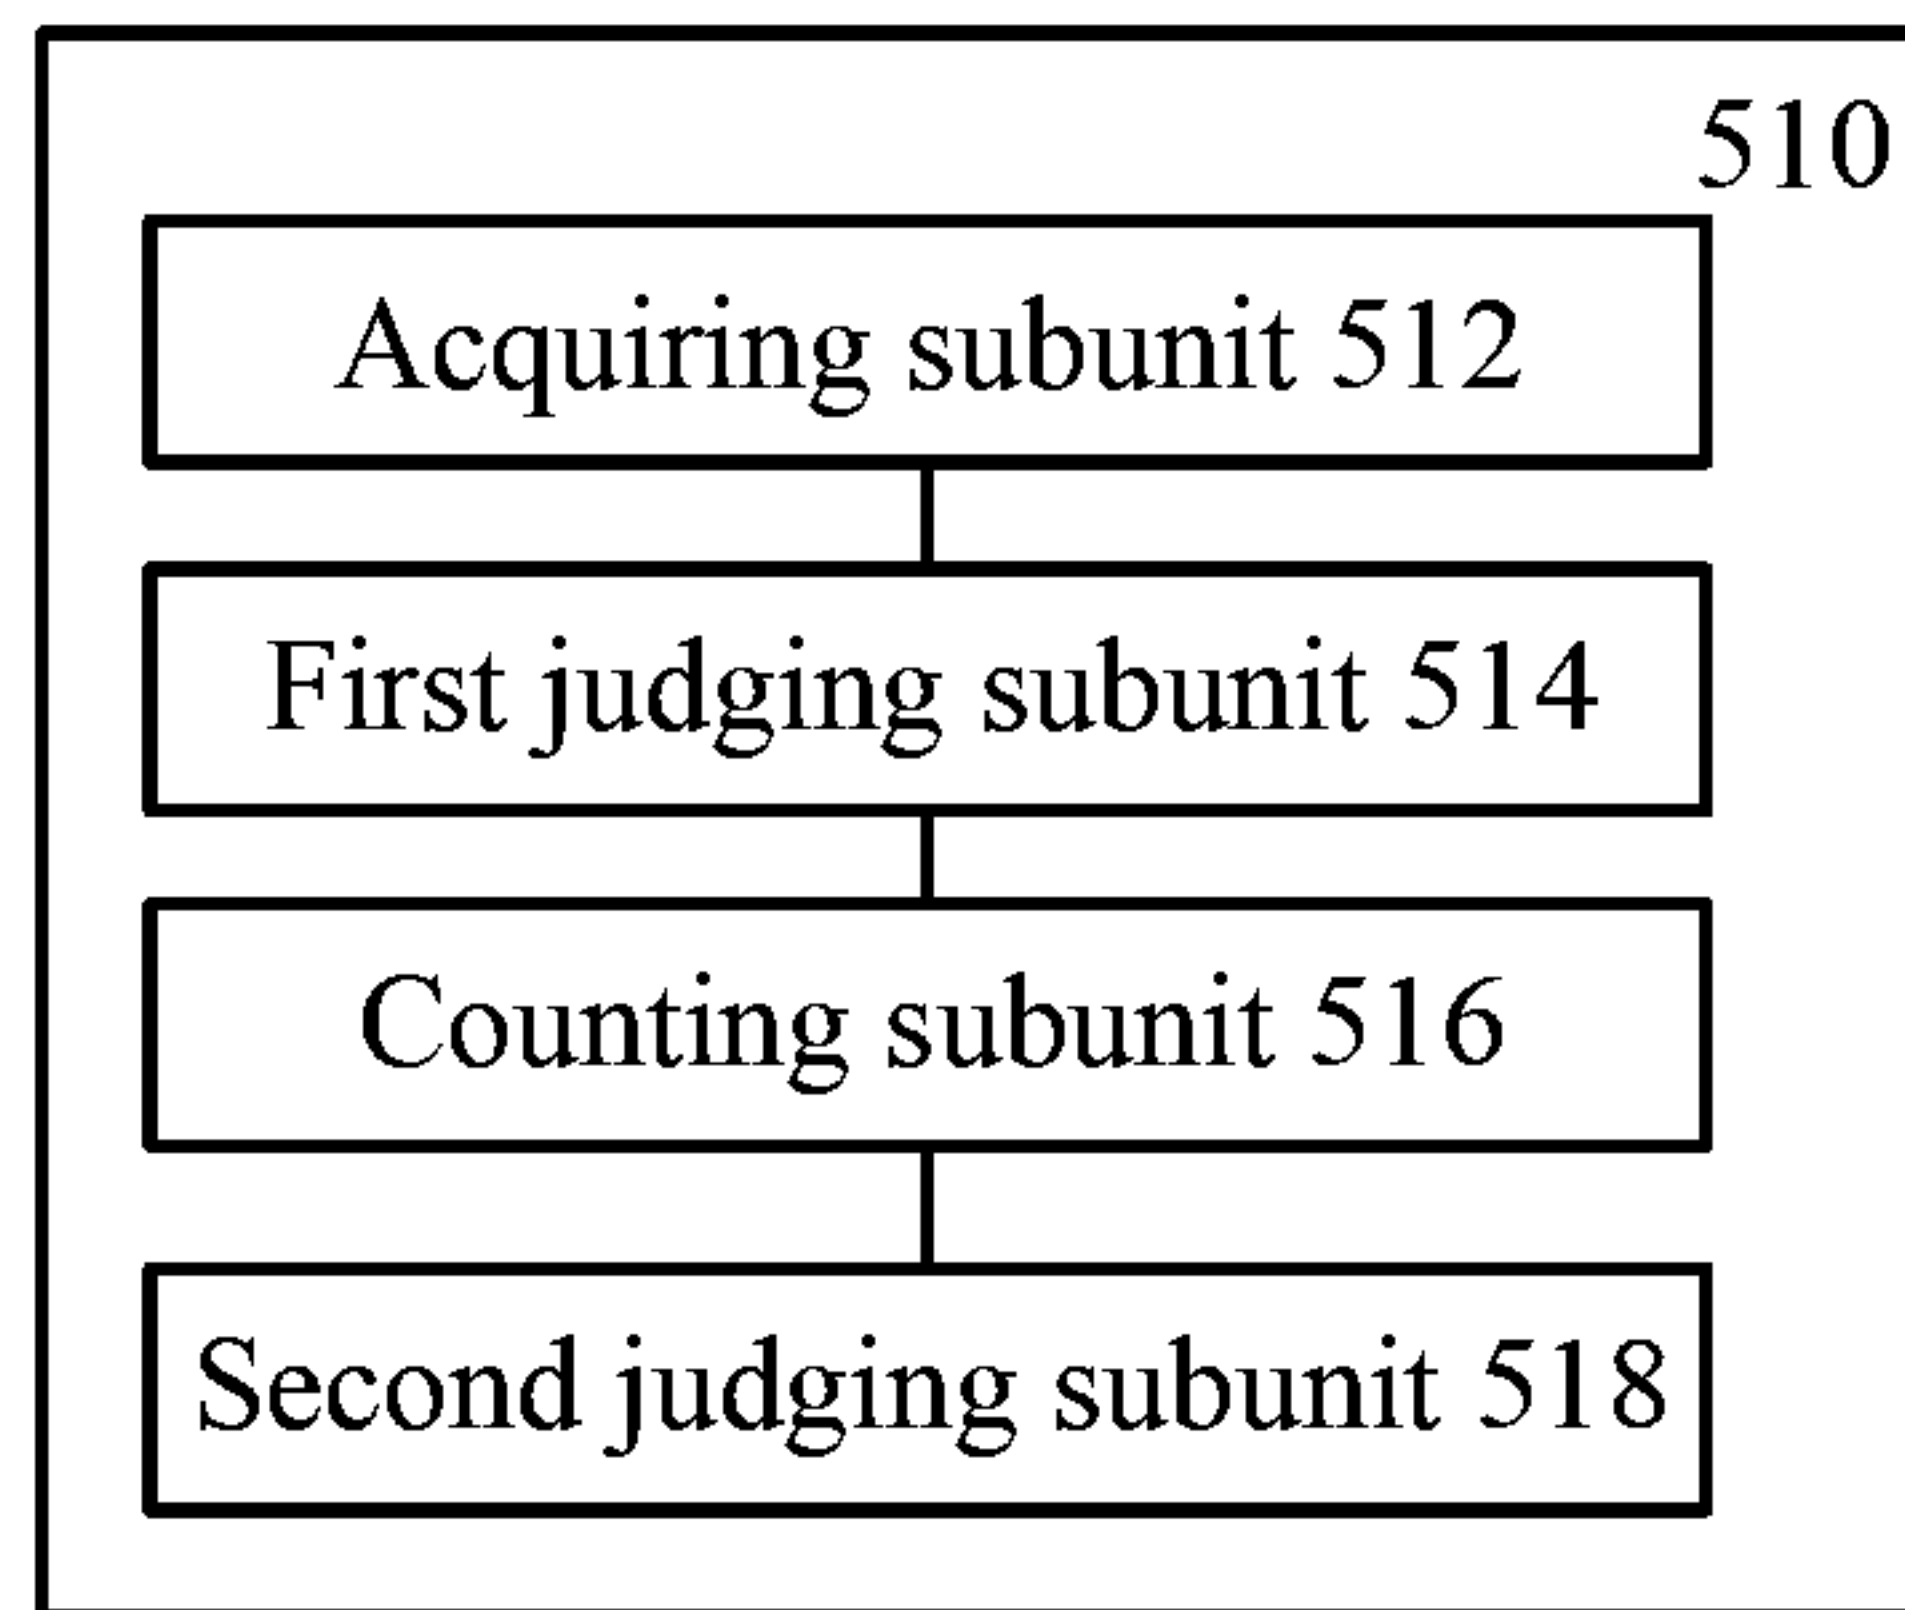 510
Acquiring subunit 512
First judging subunit 514
Counting subunit 516
Second judging subunit 518